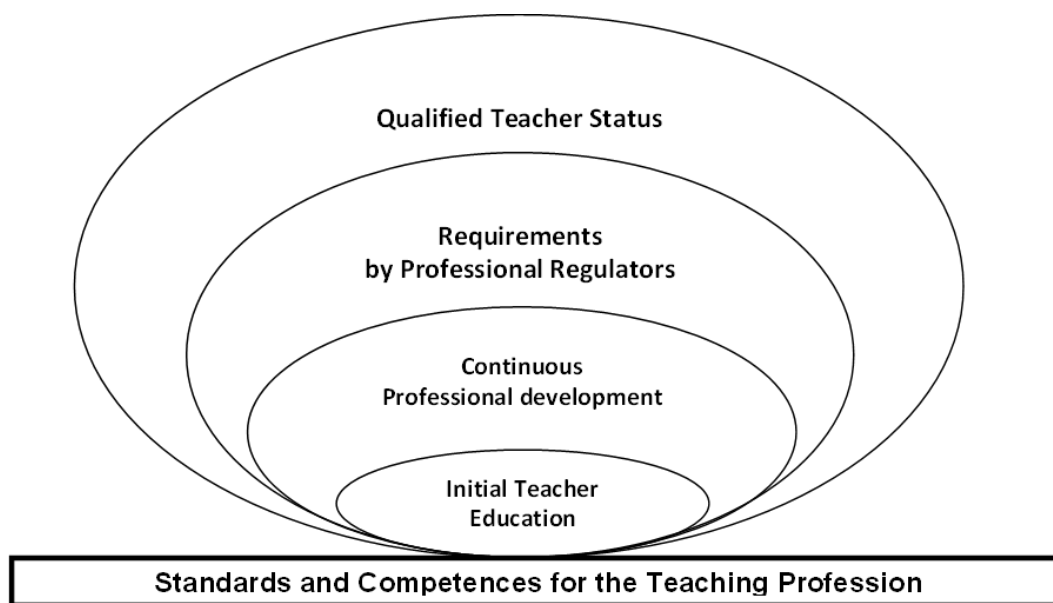 Qualified Teacher Status
Requirements
by Professional Regulators
Continuous
Professional development
Initial Teacher
Education
Standards and Competences for the Teaching Profession